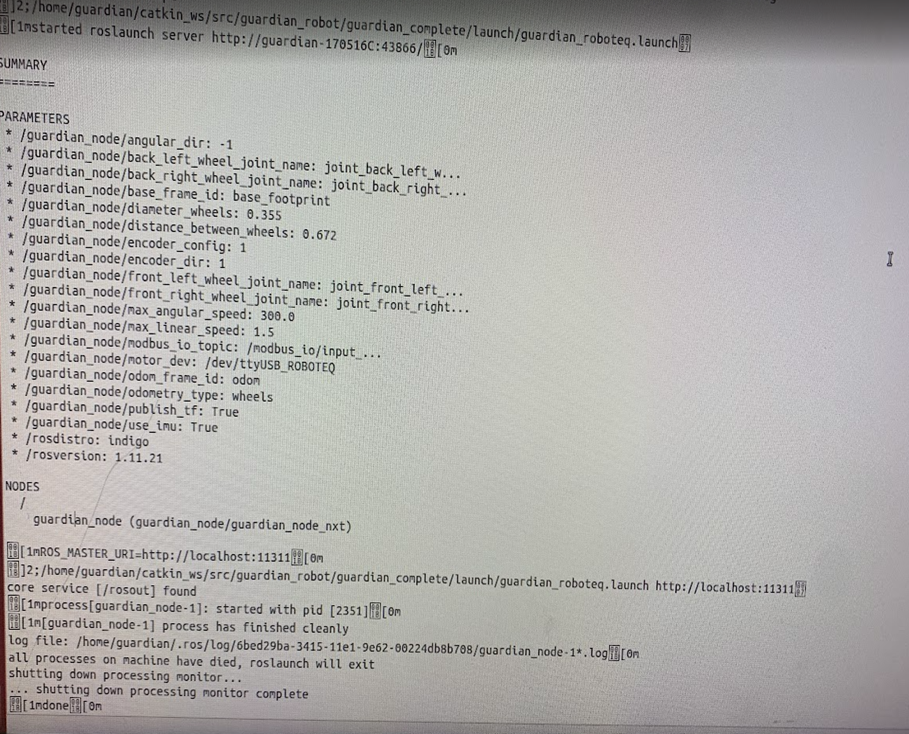 ]2;/home/guardian/catkin_ws/src/guardian_robot/guardian_complete/launch/guardian_roboteq.launch
[1mstarted roslaunch server http://guardian-170516C:43866/[0m
SUMMARY
========
PARAMETERS
* /guardian_node/angular_dir: -1
* /guardian_node/back_left_wheel_joint_name: joint_back_left_w...
* /guardian_node/back_right_wheel_joint_name: joint_back_right_...
* /guardian_node/base_frame_id: base_footprint
* /guardian_node/diameter_wheels: 0.355
* /guardian_node/distance_between_wheels: 0.672
* /guardian_node/encoder_config: 1
* /guardian_node/encoder_dir: 1
* /guardian_node/front_left_wheel_joint_name: joint_front_left_...
* /guardian_node/front_right_wheel_joint_name: joint_front_right...
* /guardian_node/max_angular_speed: 300.0
* /guardian_node/max_linear_speed: 1.5
* /guardian_node/modbus_io_topic: /modbus_io/input_...
* /guardian_node/motor_dev: /dev/ttyUSB_ROBOTEQ
* /guardian_node/odom_frame_id: odom
* /guardian_node/odometry_type: wheels
* /guardian_node/publish_tf: True
* /guardian_node/use_imu: True
* /rosdistro: indigo
* /rosversion: 1.11.21
NODES
/
guardian_node (guardian_node/guardian_node_nxt)
[1mROS_MASTER_URI=http://localhost:11311[0m
]2;/home/guardian/catkin_ws/src/guardian_robot/guardian_complete/launch/guardian_roboteq.launch http://localhost:11311
core service [/rosout] found
[1mprocess[guardian_node-1]: started with pid [2351][0m
[1m[guardian_node-1] process has finished cleanly
log file: /home/guardian/.ros/log/6bed29ba-3415-11e1-9e62-00224db8b708/guardian_node-1*.log[0m
all processes on machine have died, roslaunch will exit
shutting down processing monitor...
... shutting down processing monitor complete
[1mdone[0m